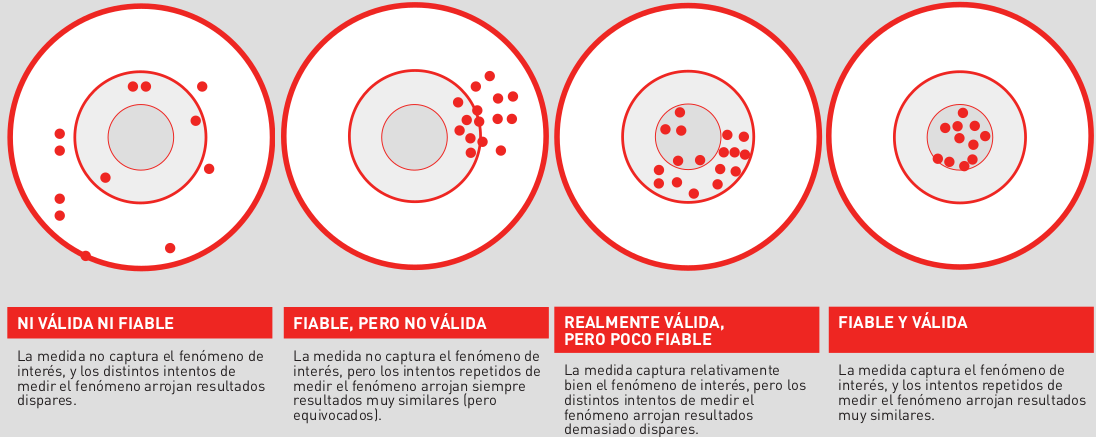 NI VÁLIDA NI FIABLE
La medida no captura el fenómeno de
interés, y los distintos intentos de
medir el fenómeno arrojan resultados
dispares.
FIABLE, PERO NO VÁLIDA
La medida no captura el fenómeno de
interés, pero los intentos repetidos de
medir el fenómeno arrojan siempre
resultados muy similares (pero
equivocados).
REALMENTE VÁLIDA,
PERO POCO FIABLE
La medida captura relativamente
bien el fenómeno de interés, pero los
distintos intentos de medir el
fenómeno arrojan resultados
demasiado dispares.
FIABLE Y VÁLIDA
La medida captura el fenómeno de
interés, y los intentos repetidos de
medir el fenómeno arrojan resultados
muy similares.